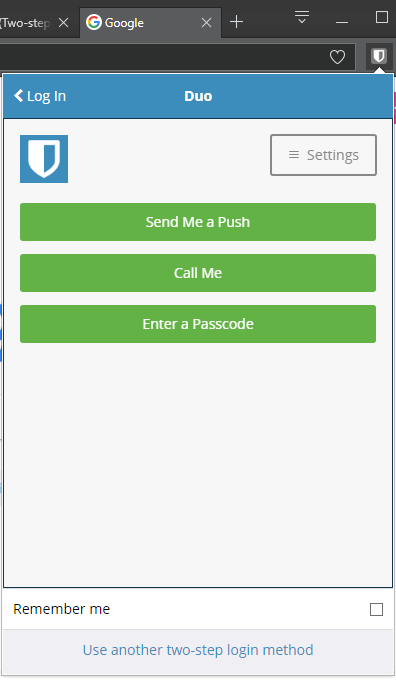 (Two-step
Google
Log In
Duo
Settings
Send Me a Push
Call Me
Enter a Passcode
Remember me
Use another two-step login method